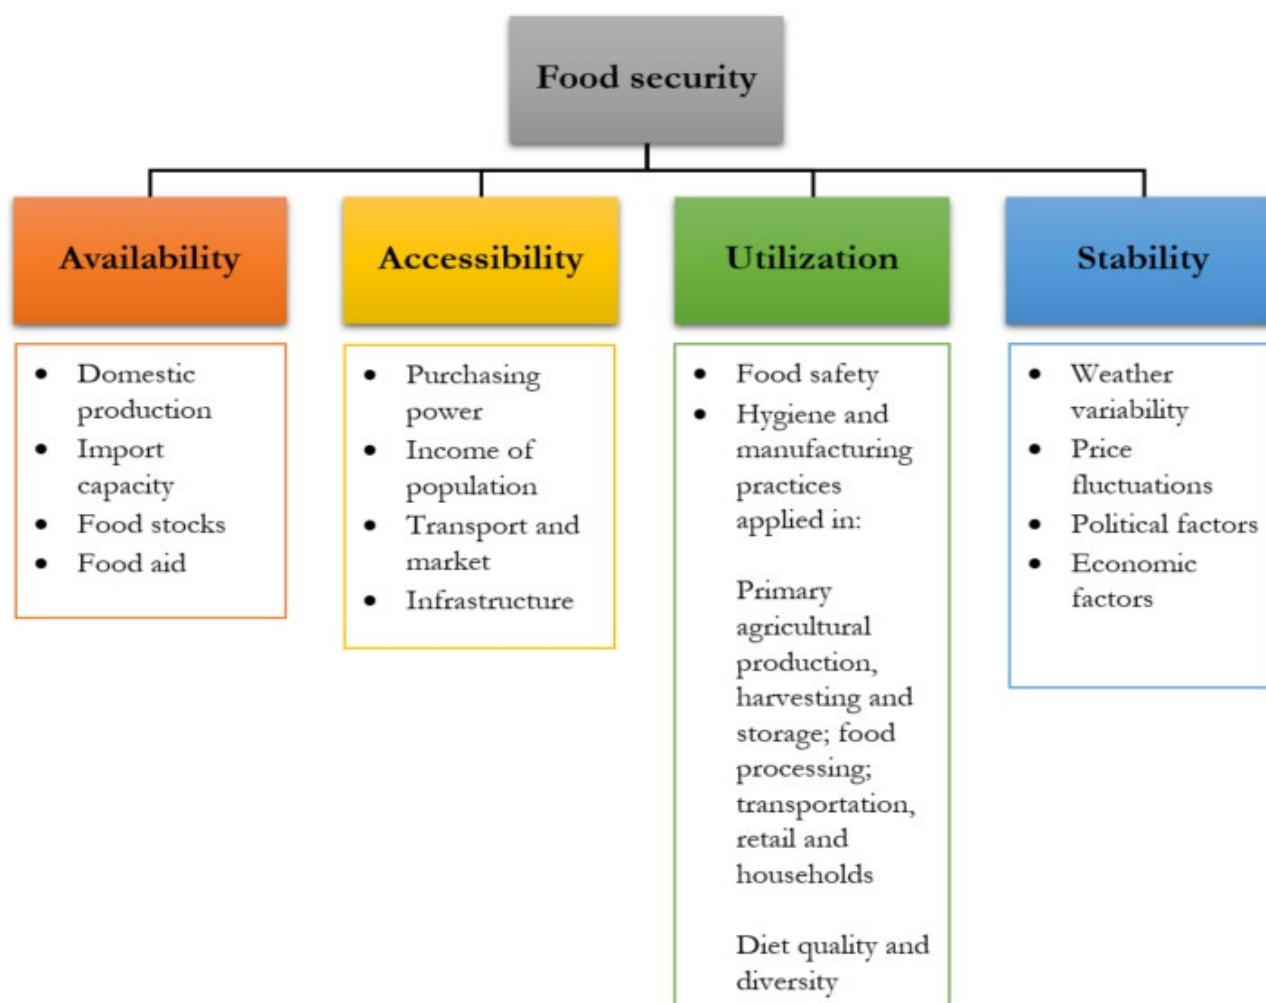 Food security
Availability
Accessibility
Utilization
Stability
• Domestic
production
• Import
capacity
• Food stocks
• Food aid
• Purchasing
power
• Income of
population
• Transport and
market
• Infrastructure
• Food safety
• Hygiene and
manufacturing
practices
applied in:
Primary
agricultural
production,
harvesting and
storage; food
processing;
transportation,
retail and
households
Diet quality and
diversity
• Weather
variability
• Price
fluctuations
• Political factors
• Economic
factors